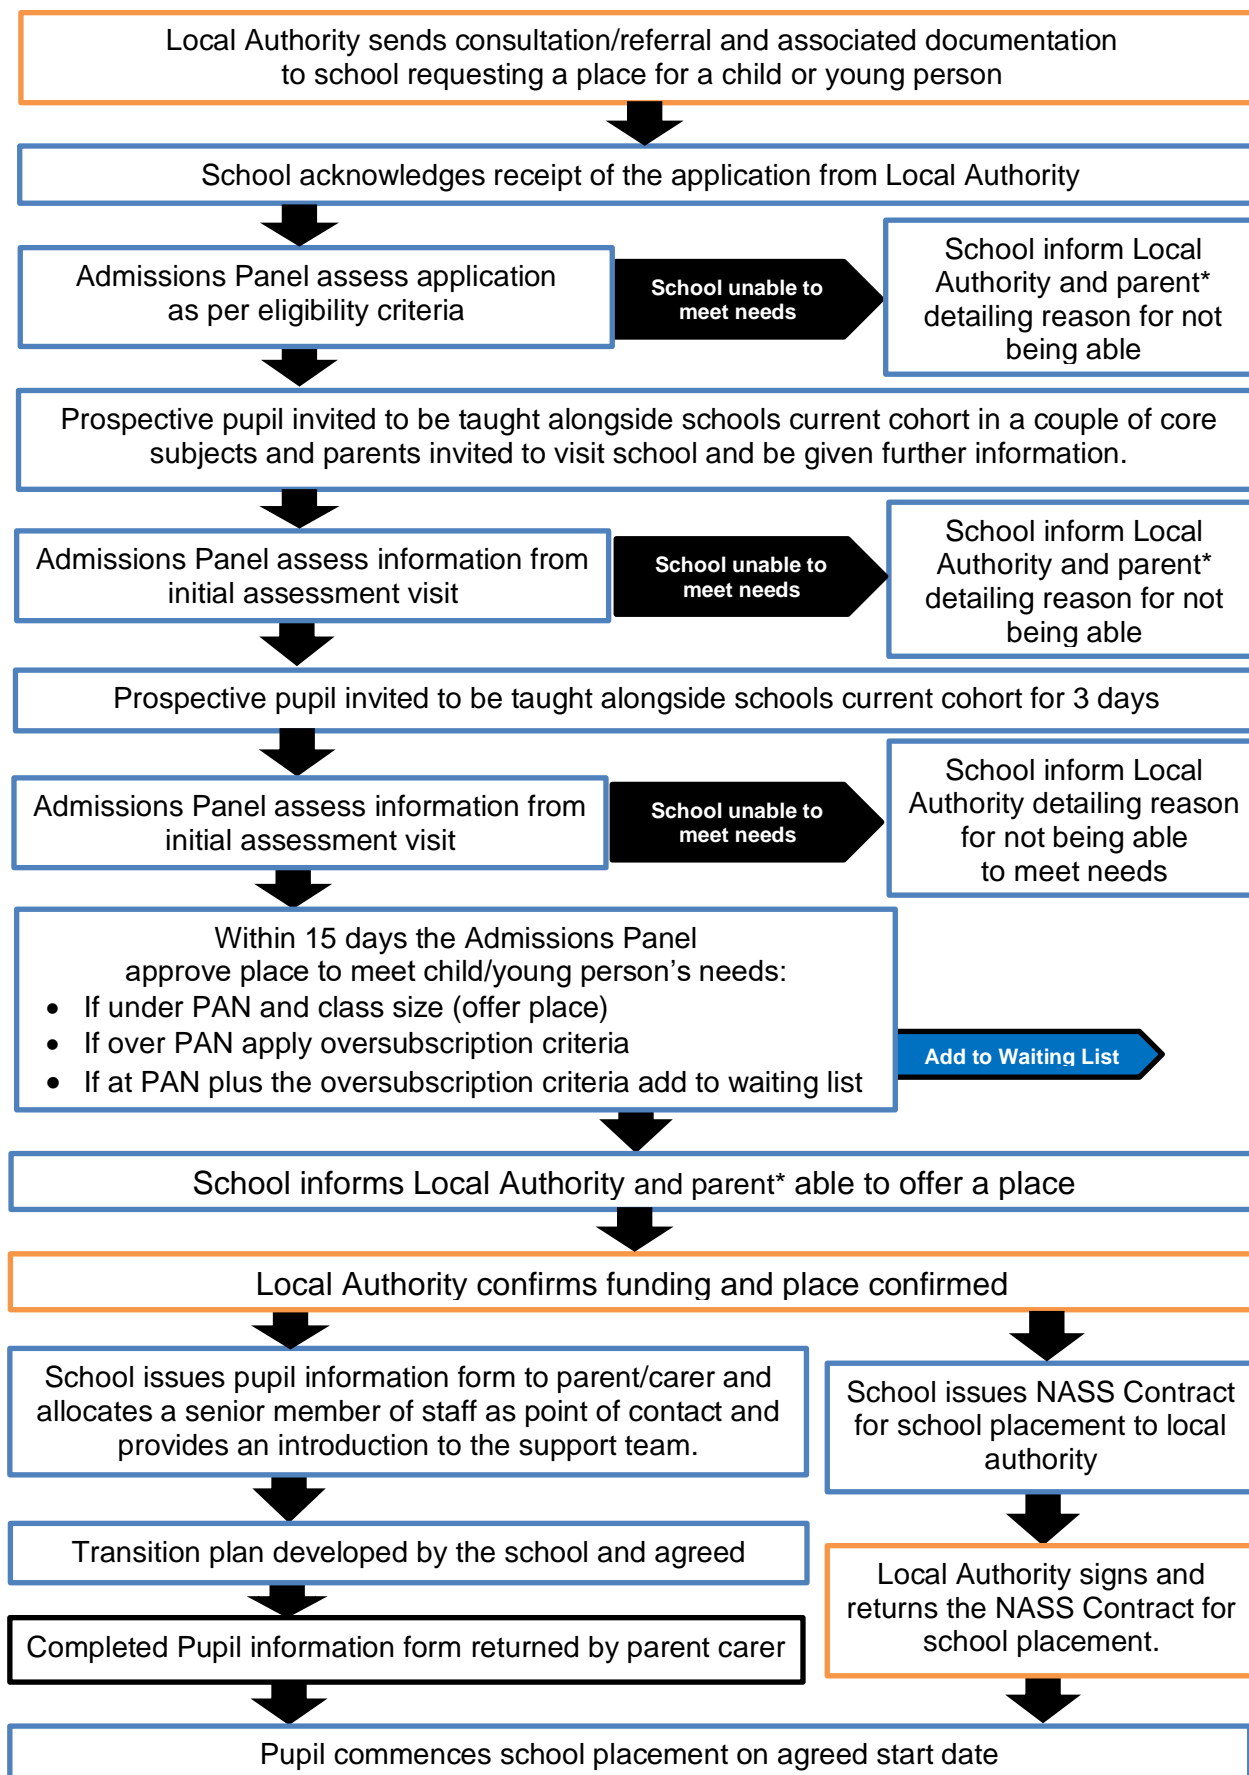 Local Authority sends consultation/referral and associated documentation
to school requesting a place for a child or young person
School acknowledges receipt of the application from Local Authority
Admissions Panel assess application
as per eligibility criteria
School unable to
meet needs
School inform Local
Authority and parent*
detailing reason for not
being able
Prospective pupil invited to be taught alongside schools current cohort in a couple of core
subjects and parents invited to visit school and be given further information.
Admissions Panel assess information from
initial assessment visit
School unable to
meet needs
School inform Local
Authority and parent*
detailing reason for not
being able
Prospective pupil invited to be taught alongside schools current cohort for 3 days
Admissions Panel assess information from
initial assessment visit
School unable to
meet needs
School inform Local
Authority detailing reason
for not being able
to meet needs
Within 15 days the Admissions Panel
approve place to meet child/young person’s needs:
• If under PAN and class size (offer place)
• If over PAN apply oversubscription criteria
• If at PAN plus the oversubscription criteria add to waiting list
Add to Waiting List
School informs Local Authority and parent* able to offer a place
Local Authority confirms funding and place confirmed
School issues pupil information form to parent/carer and
allocates a senior member of staff as point of contact and
provides an introduction to the support team.
School issues NASS Contract
for school placement to local
authority
Transition plan developed by the school and agreed
Local Authority signs and
returns the NASS Contract for
school placement.
Completed Pupil information form returned by parent carer
Pupil commences school placement on agreed start date